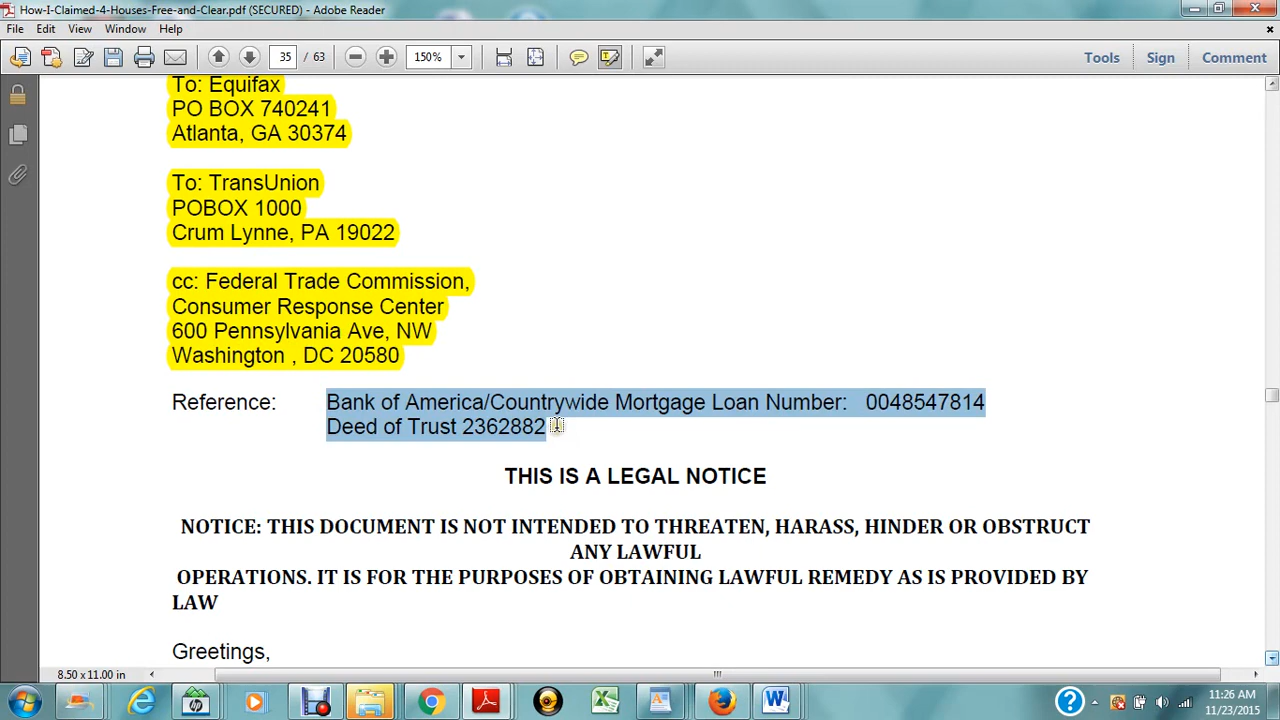 How-I-Claimed-4-Houses-Free-and-Clear.pdf (SECURED) - Adobe Reader
File Edit View Window Help
35 / 63 150% Tools Sign Comment
To: Equifax
PO BOX 740241
Atlanta, GA 30374
To: TransUnion
POBOX 1000
Crum Lynne, PA 19022
cc: Federal Trade Commission,
Consumer Response Center
600 Pennsylvania Ave, NW
Washington , DC 20580
Reference: Bank of America/Countrywide Mortgage Loan Number: 0048547814
Deed of Trust 2362882
THIS IS A LEGAL NOTICE
NOTICE: THIS DOCUMENT IS NOT INTENDED TO THREATEN, HARASS, HINDER OR OBSTRUCT
ANY LAWFUL
OPERATIONS. IT IS FOR THE PURPOSES OF OBTAINING LAWFUL REMEDY AS IS PROVIDED BY
LAW
Greetings,
8.50 x 11.00 in
11:26 AM
11/23/2015